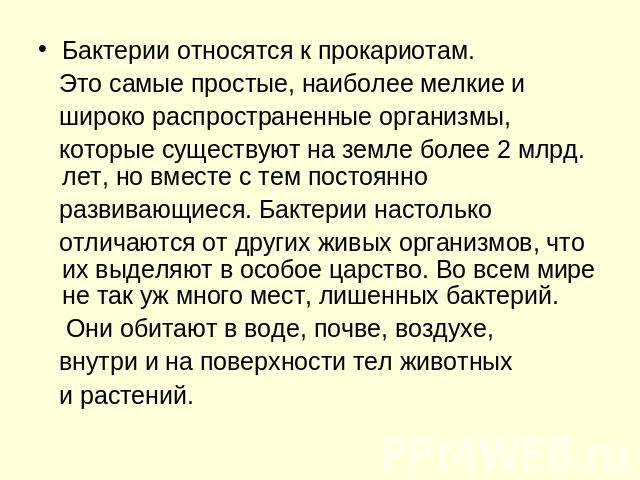 • Бактерии относятся к прокариотам.
Это самые простые, наиболее мелкие и
широко распространенные организмы,
которые существуют на земле более 2 млрд.
лет, но вместе с тем постоянно
развивающиеся. Бактерии настолько
отличаются от других живых организмов, что
их выделяют в особое царство. Во всем мире
не так уж много мест, лишенных бактерий.
Они обитают в воде, почве, воздухе,
внутри и на поверхности тел животных
и растений.
PPt4WEB.ru